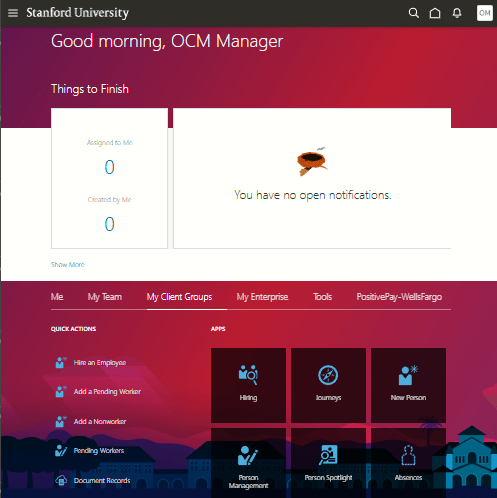 Stanford University
OM
Good morning, OCM Manager
Things to Finish
Assigned to Me
0
Created by Me
0
You have no open notifications.
Show More
Me My Team My Client Groups My Enterprise Tools PositivePay-WellsFargo
QUICK ACTIONS
Hire an Employee
Add a Pending Worker
Add a Nonworker
Pending Workers
Document Records
APPS
Hiring
Journeys
New Person
Person Management
Person Spotlight
Absences